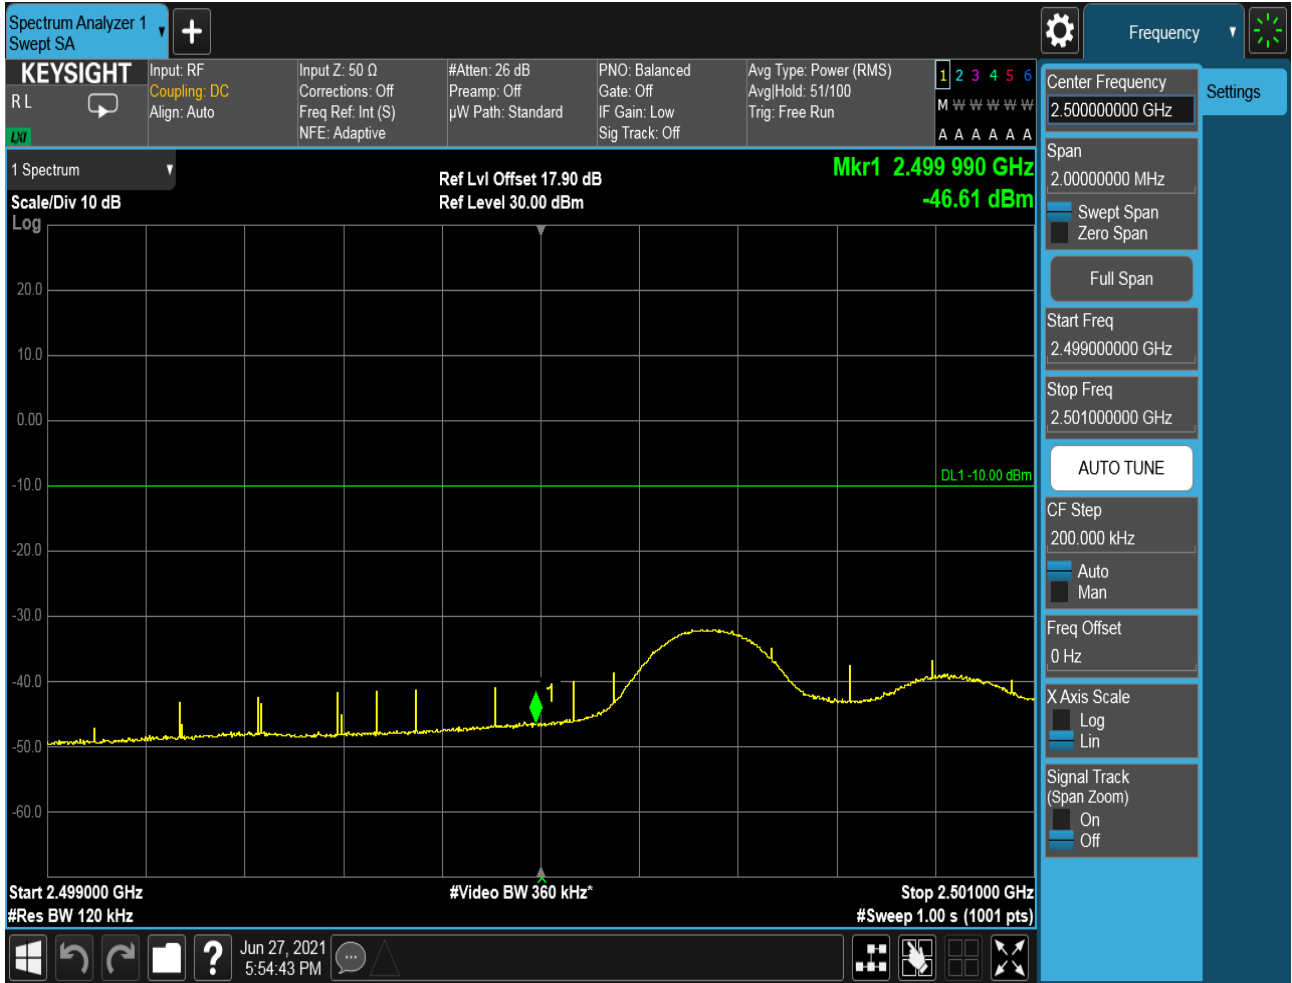 Spectrum Analyzer 1
Swept SA
Frequency
KEYSIGHT
R L
LXI
Input: RF
Coupling: DC
Align: Auto
Input Z: 50 Ω
Corrections: Off
Freq Ref: Int (S)
NFE: Adaptive
#Atten: 26 dB
Preamp: Off
µW Path: Standard
PNO: Balanced
Gate: Off
IF Gain: Low
Sig Track: Off
Avg Type: Power (RMS)
Avg|Hold: 51/100
Trig: Free Run
1 2 3 4 5 6
M W W W W W
A A A A A A
1 Spectrum
Scale/Div 10 dB
Log
Ref Lvl Offset 17.90 dB
Ref Level 30.00 dBm
Mkr1 2.499 990 GHz
-46.61 dBm
20.0
10.0
0.00
-10.0
-20.0
-30.0
-40.0
-50.0
-60.0
DL1 -10.00 dBm
1
Start 2.499000 GHz
#Res BW 120 kHz
#Video BW 360 kHz*
Stop 2.501000 GHz
#Sweep 1.00 s (1001 pts)
Jun 27, 2021
5:54:43 PM
Center Frequency
2.500000000 GHz
Span
2.00000000 MHz
Swept Span
Zero Span
Full Span
Start Freq
2.499000000 GHz
Stop Freq
2.501000000 GHz
AUTO TUNE
CF Step
200.000 kHz
Auto
Man
Freq Offset
0 Hz
X Axis Scale
Log
Lin
Signal Track
(Span Zoom)
On
Off
Settings